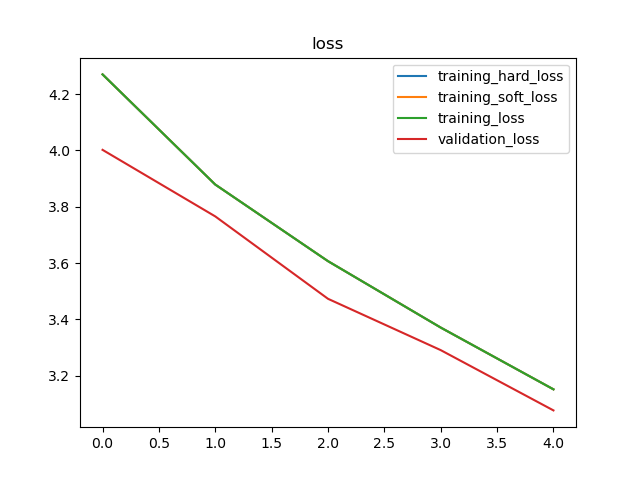 loss
training_hard_loss
training_soft_loss
training_loss
validation_loss
4.2
4.0
3.8
3.6
3.4
3.2
0.0 0.5 1.0 1.5 2.0 2.5 3.0 3.5 4.0